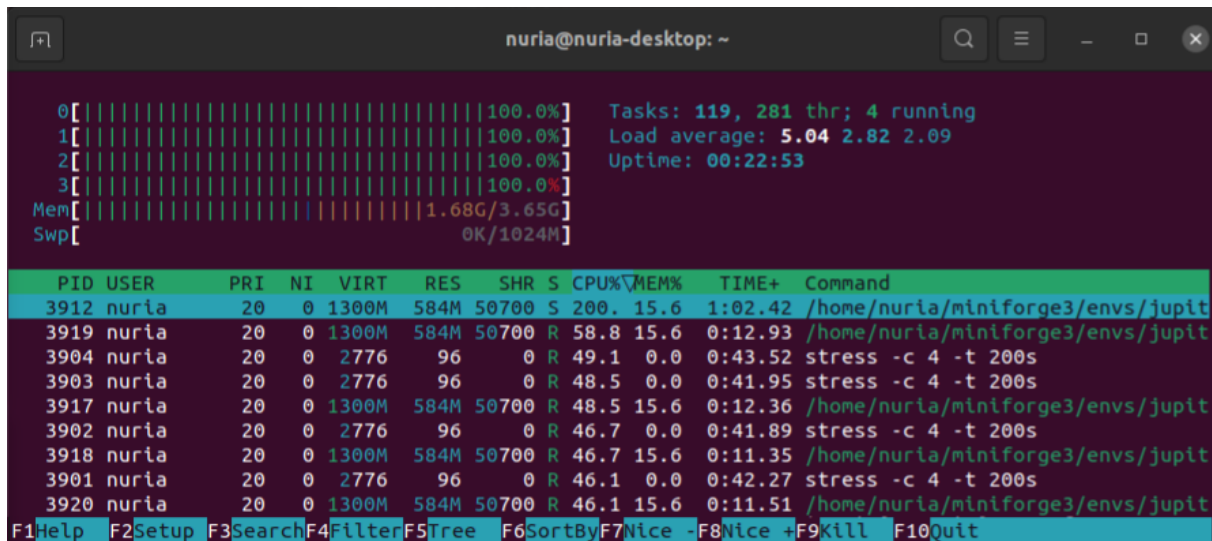 nuria@nuria-desktop: ~
0[||||||||||||||||||||||||||||||||||100.0%] Tasks: 119, 281 thr; 4 running
1[||||||||||||||||||||||||||||||||||100.0%] Load average: 5.04 2.82 2.09
2[||||||||||||||||||||||||||||||||||100.0%] Uptime: 00:22:53
3[||||||||||||||||||||||||||||||||||100.0%]
Mem[||||||||||||||||||||||||||||1.68G/3.65G]
Swp[ 0K/1024M]
PID USER PRI NI VIRT RES SHR S CPU%▽MEM% TIME+ Command
3912 nuria 20 0 1300M 584M 50700 S 200. 15.6 1:02.42 /home/nuria/miniforge3/envs/jupit
3919 nuria 20 0 1300M 584M 50700 R 58.8 15.6 0:12.93 /home/nuria/miniforge3/envs/jupit
3904 nuria 20 0 2776 96 0 R 49.1 0.0 0:43.52 stress -c 4 -t 200s
3903 nuria 20 0 2776 96 0 R 48.5 0.0 0:41.95 stress -c 4 -t 200s
3917 nuria 20 0 1300M 584M 50700 R 48.5 15.6 0:12.36 /home/nuria/miniforge3/envs/jupit
3902 nuria 20 0 2776 96 0 R 46.7 0.0 0:41.89 stress -c 4 -t 200s
3918 nuria 20 0 1300M 584M 50700 R 46.7 15.6 0:11.35 /home/nuria/miniforge3/envs/jupit
3901 nuria 20 0 2776 96 0 R 46.1 0.0 0:42.27 stress -c 4 -t 200s
3920 nuria 20 0 1300M 584M 50700 R 46.1 15.6 0:11.51 /home/nuria/miniforge3/envs/jupit
F1Help F2Setup F3SearchF4FilterF5Tree F6SortByF7Nice -F8Nice +F9Kill F10Quit